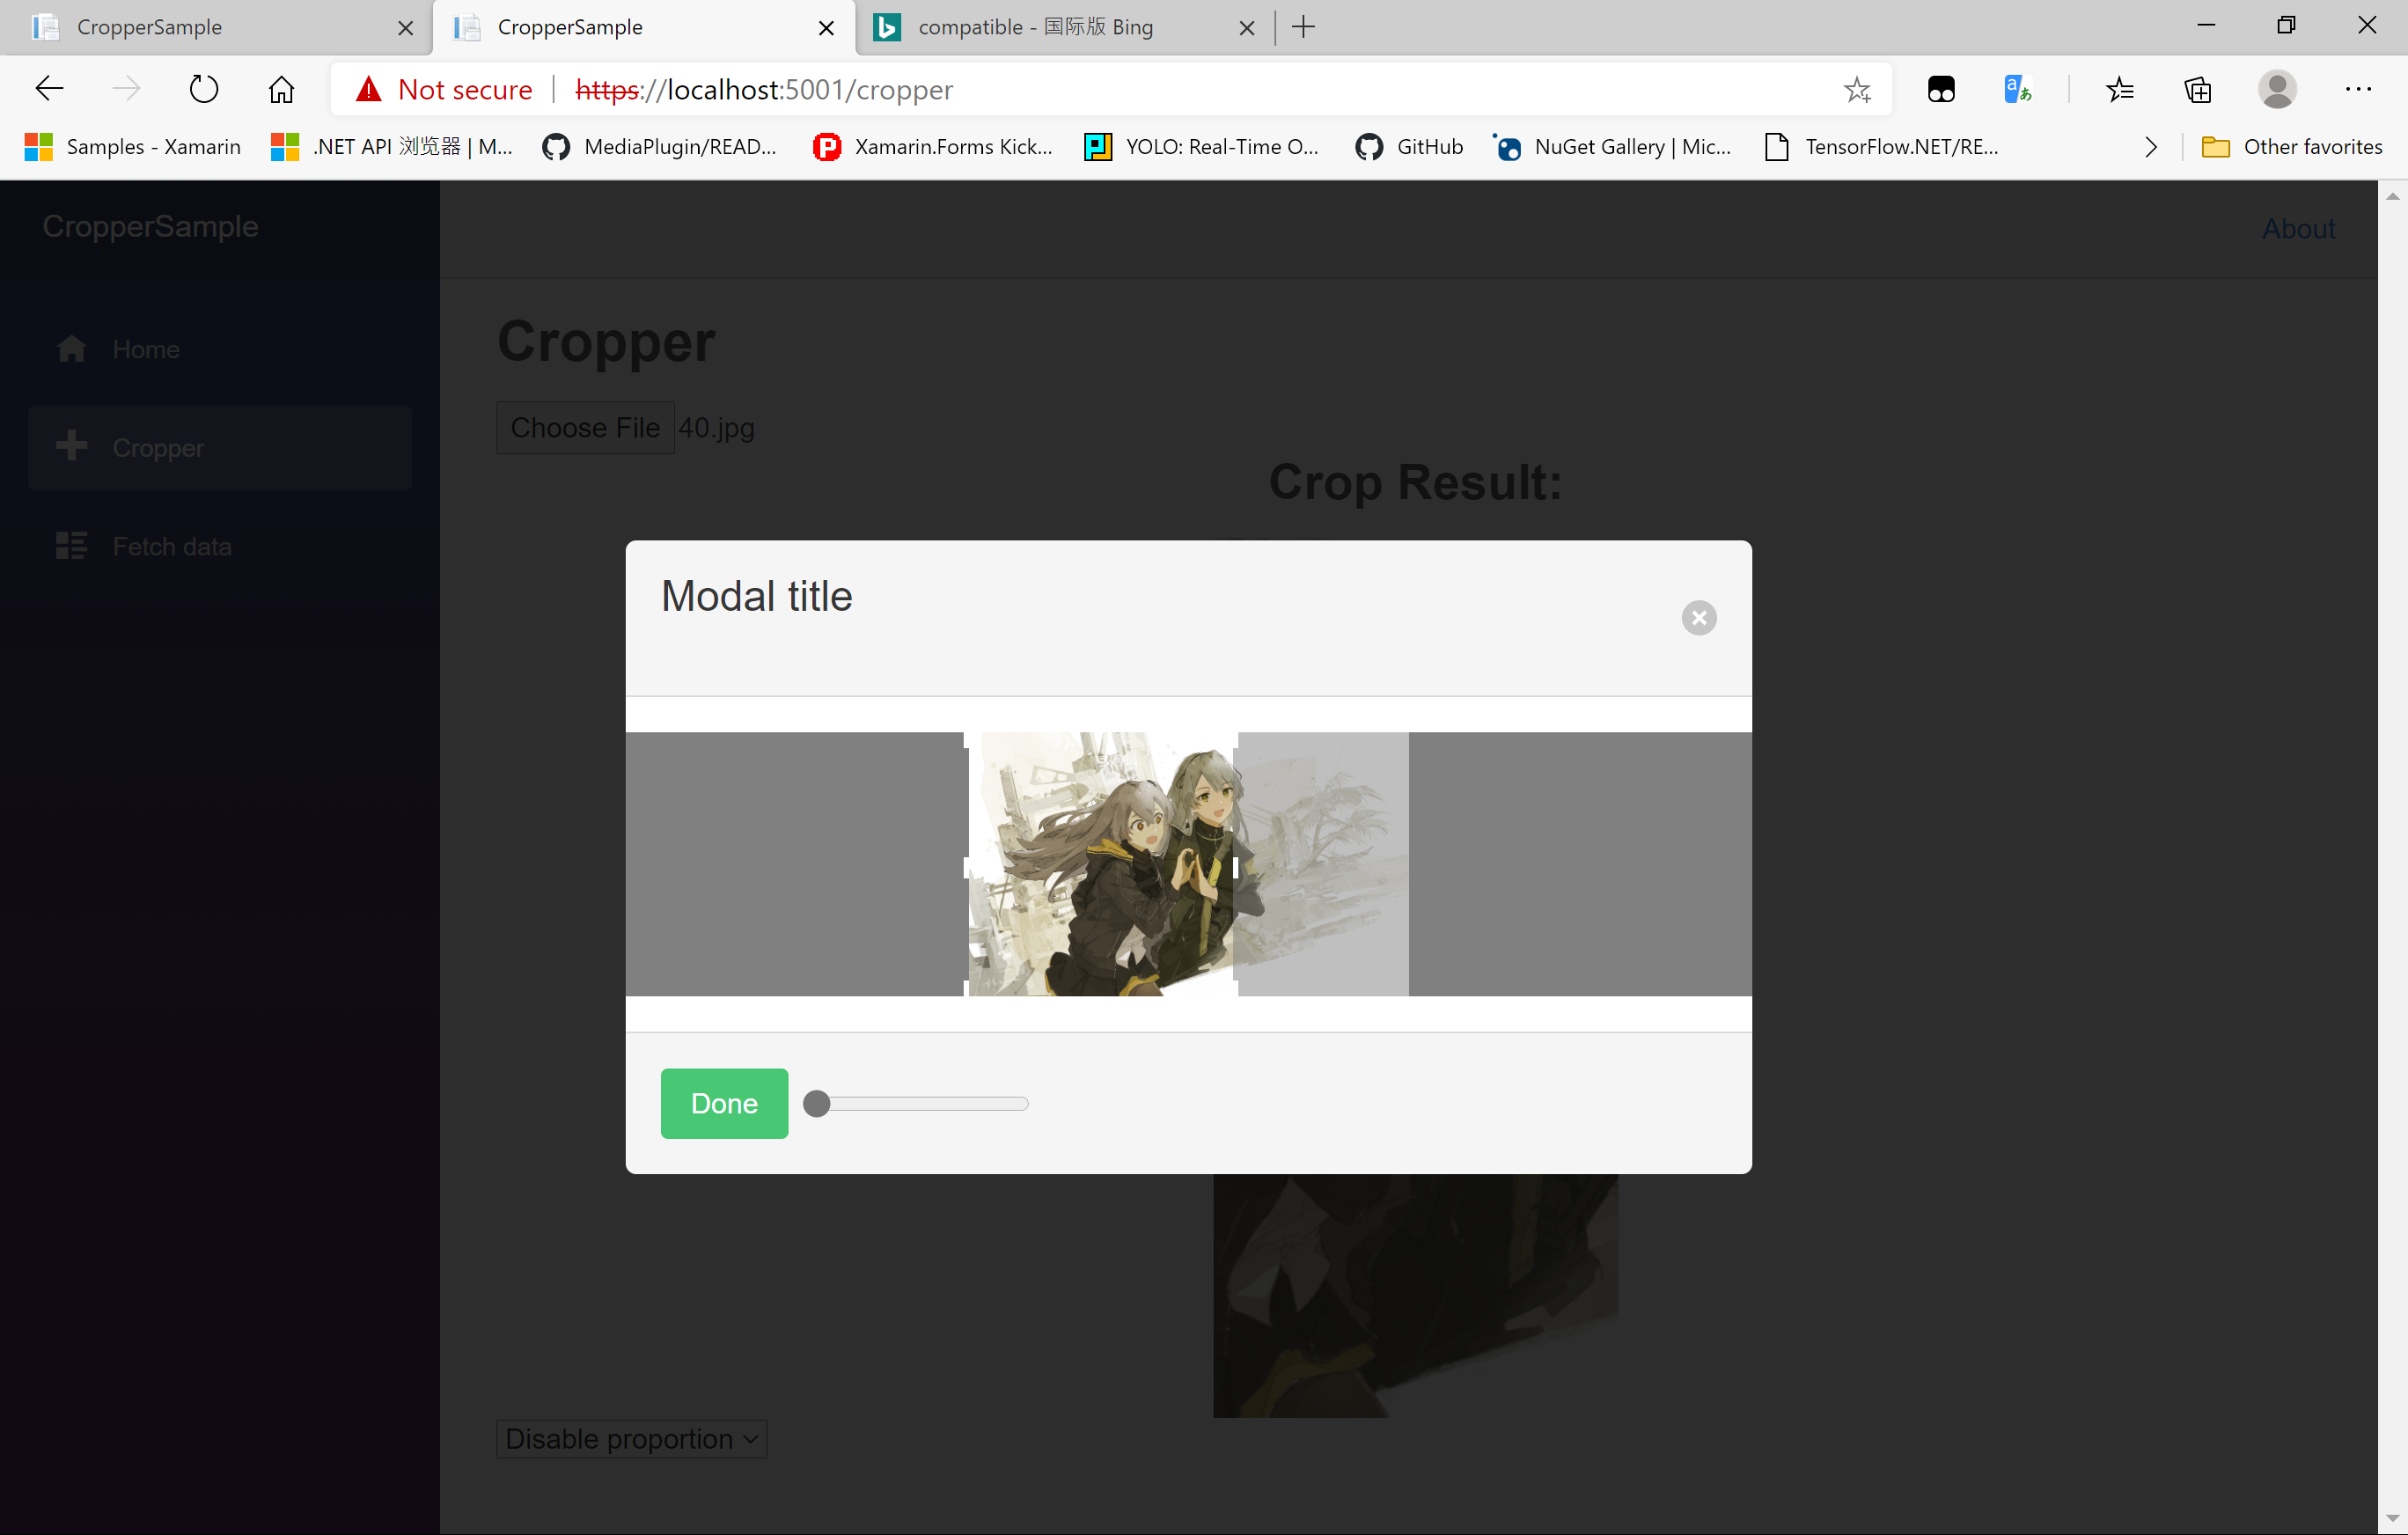 CropperSample
CropperSample
compatible - 国际版 Bing
Not secure
https://localhost:5001/cropper
Samples - Xamarin
.NET API 浏览器 | M...
MediaPlugin/READ...
Xamarin.Forms Kick...
YOLO: Real-Time O...
GitHub
NuGet Gallery | Mic...
TensorFlow.NET/RE...
Other favorites
CropperSample
About
Home
Cropper
Fetch data
Cropper
Choose File 40.jpg
Crop Result:
Modal title
Done
Disable proportion